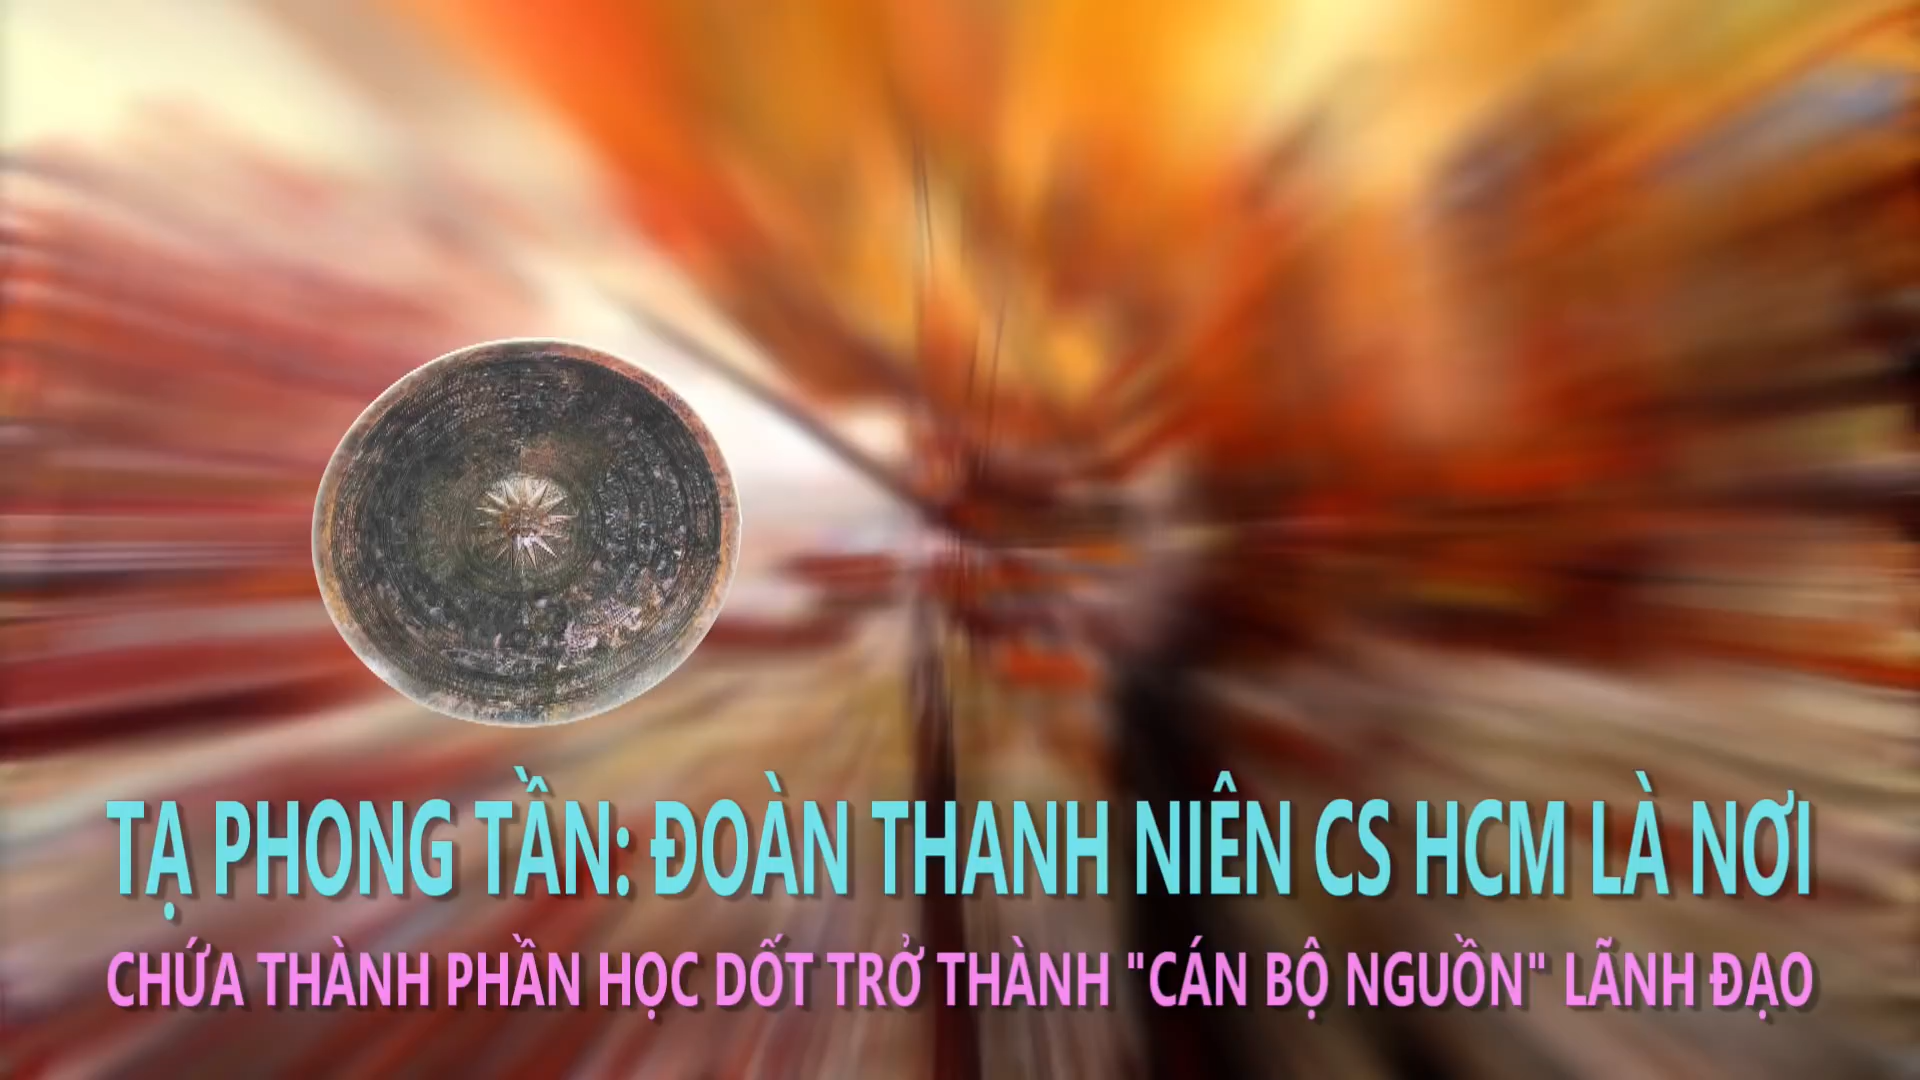 TẠ PHONG TẦN: ĐOÀN THANH NIÊN CS HCM LÀ NƠI
CHỨA THÀNH PHẦN HỌC DỐT TRỞ THÀNH "CÁN BỘ NGUỒN" LÃNH ĐẠO